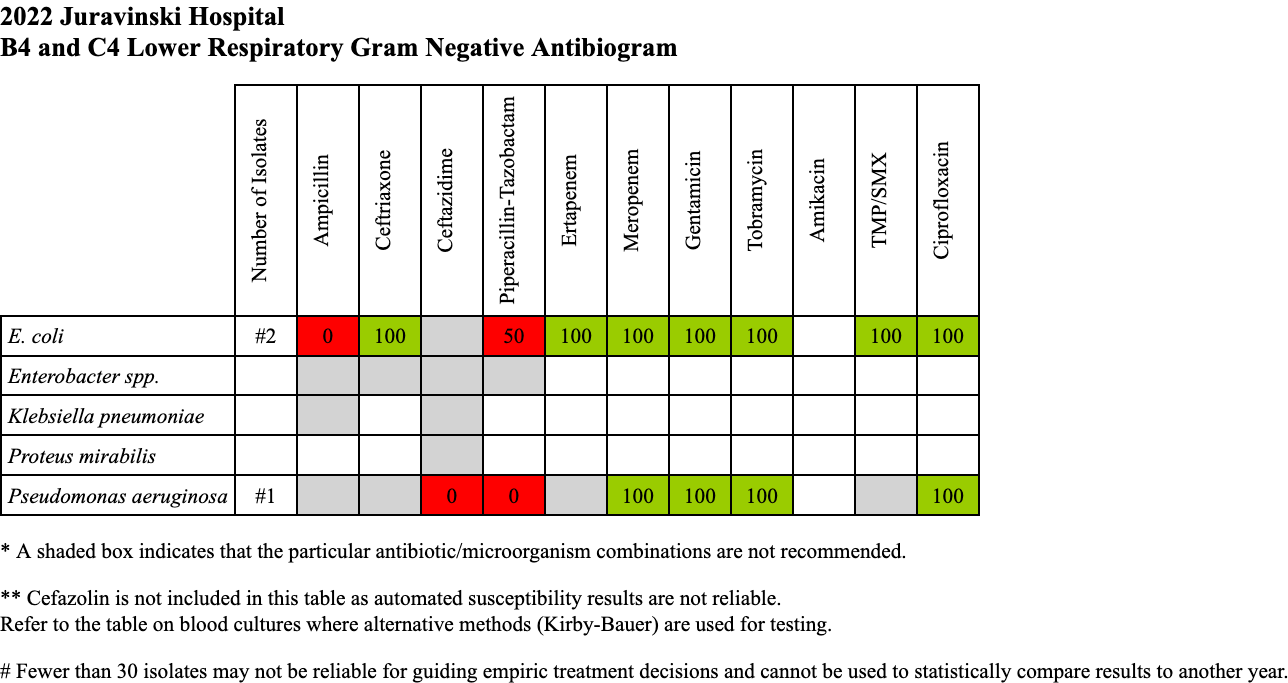 2022 Juravinski Hospital
B4 and C4 Lower Respiratory Gram Negative Antibiogram
Number of Isolates
Ampicillin
Ceftriaxone
Ceftazidime
Piperacillin-Tazobactam
Ertapenem
Meropenem
Gentamicin
Tobramycin
Amikacin
TMP/SMX
Ciprofloxacin
E. coli #2 0 100 50 100 100 100 100 100 100
Enterobacter spp.
Klebsiella pneumoniae
Proteus mirabilis
Pseudomonas aeruginosa #1 0 0 100 100 100 100
* A shaded box indicates that the particular antibiotic/microorganism combinations are not recommended.
** Cefazolin is not included in this table as automated susceptibility results are not reliable.
Refer to the table on blood cultures where alternative methods (Kirby-Bauer) are used for testing.
# Fewer than 30 isolates may not be reliable for guiding empiric treatment decisions and cannot be used to statistically compare results to another year.